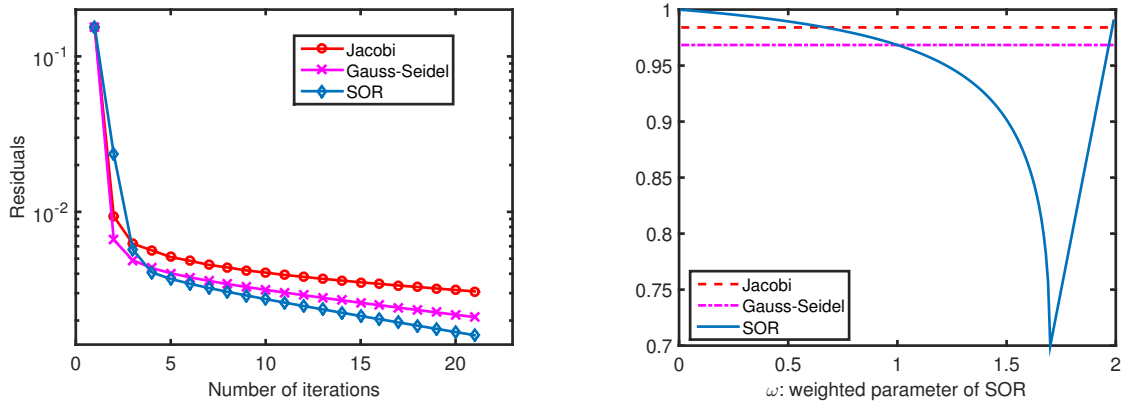 10^-1
10^-2
Residuals
Jacobi
Gauss-Seidel
SOR
0 5 10 15 20
Number of iterations
1
0.95
0.9
0.85
0.8
0.75
0.7
Jacobi
Gauss-Seidel
SOR
0 0.5 1 1.5 2
ω: weighted parameter of SOR